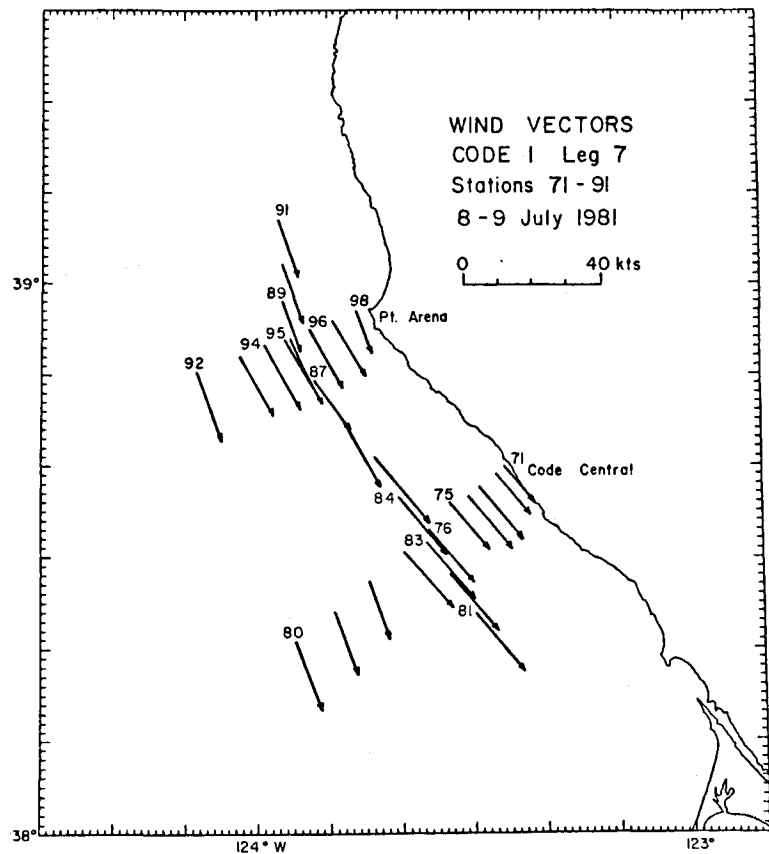 WIND VECTORS
CODE 1 Leg 7
Stations 71-91
8-9 July 1981
0 40 kts
91
39°
89
98
96
Pt. Arena
95
94
87
92
71
Code Central
75
84
76
83
81
80
38°
124° W
123°